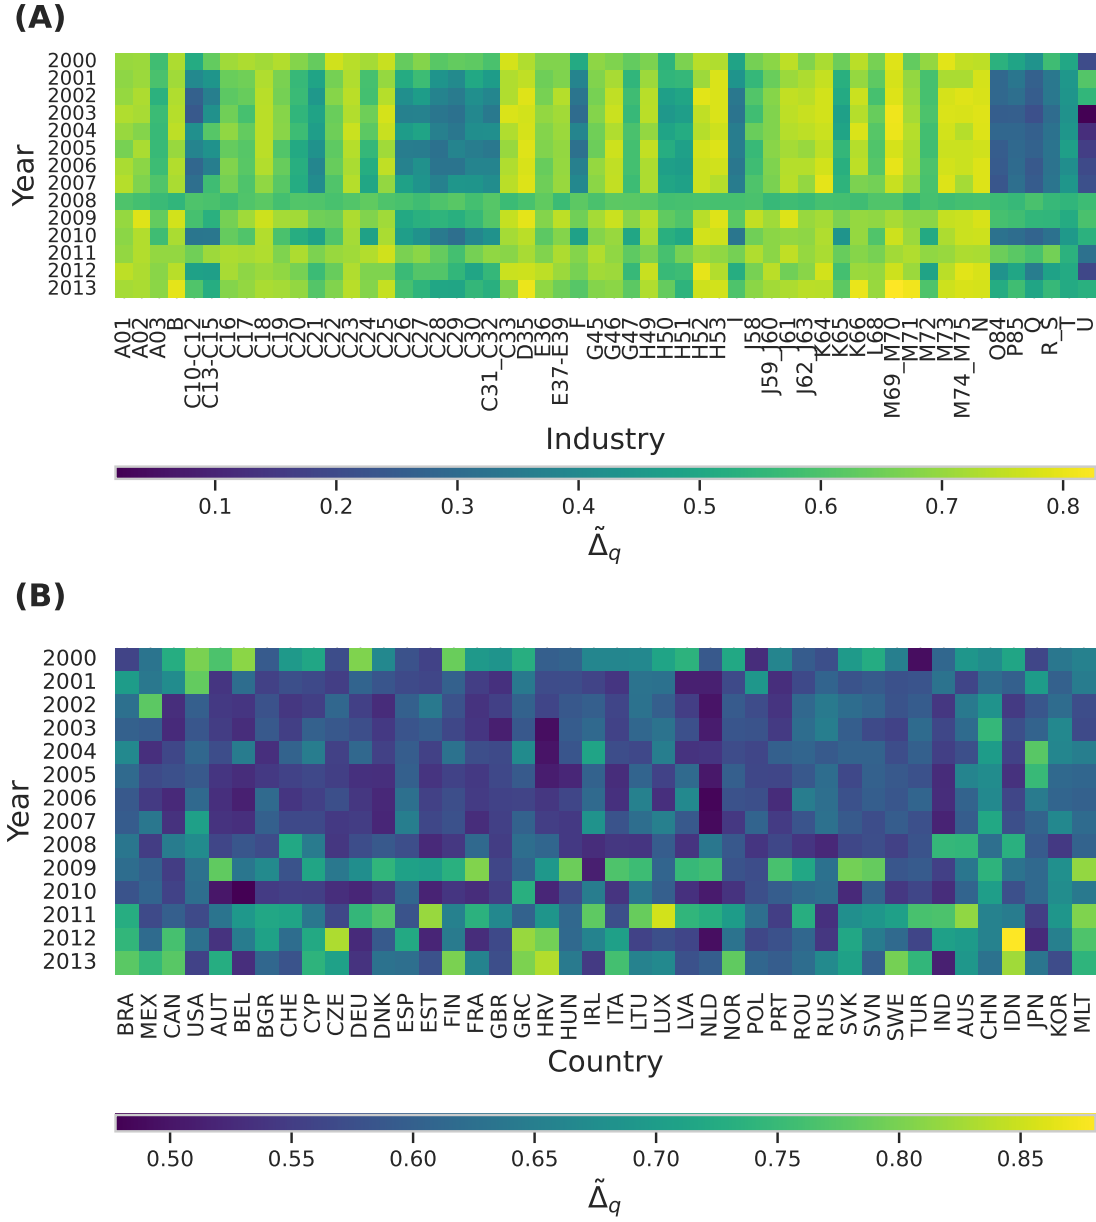 (A)
Year
2000
2001
2002
2003
2004
2005
2006
2007
2008
2009
2010
2011
2012
2013
A01
A02
A03
B
C10-C12
C13-C15
C16
C17
C18
C19
C20
C21
C22
C23
C24
C25
C26
C27
C28
C29
C30
C31_C32
C33
D35
E36
E37-E39
F
G45
G46
G47
H49
H50
H51
H52
H53
I
J58
J59_J60
J61
J62_J63
K64
K65
K66
L68
M69_M70
M71
M72
M73
M74_M75
N
O84
P85
Q
R_S
T
U
Industry
0.1 0.2 0.3 0.4 0.5 0.6 0.7 0.8
Δ̃q
(B)
Year
2000
2001
2002
2003
2004
2005
2006
2007
2008
2009
2010
2011
2012
2013
BRA
MEX
CAN
USA
AUT
BEL
BGR
CHE
CYP
CZE
DEU
DNK
ESP
EST
FIN
FRA
GBR
GRC
HRV
HUN
IRL
ITA
LTU
LUX
LVA
NLD
NOR
POL
PRT
ROU
RUS
SVK
SVN
SWE
TUR
IND
AUS
CHN
IDN
JPN
KOR
MLT
Country
0.50 0.55 0.60 0.65 0.70 0.75 0.80 0.85
Δ̃q